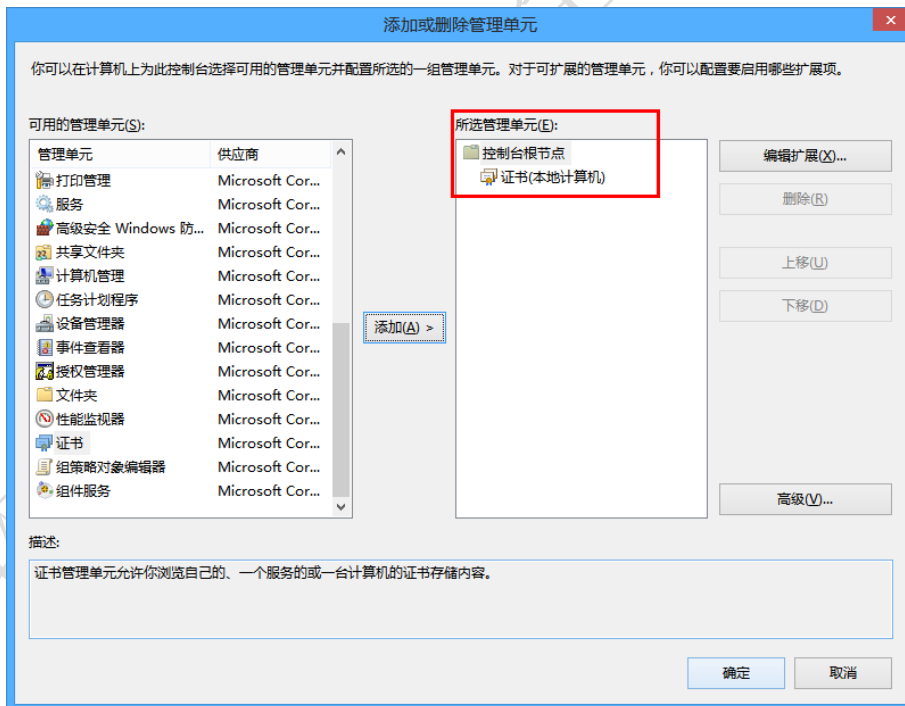 添加或删除管理单元
你可以在计算机上为此控制台选择可用的管理单元并配置所选的一组管理单元。对于可扩展的管理单元，你可以配置要启用哪些扩展项。
可用的管理单元(S):
所选管理单元(E):
管理单元 供应商
打印管理 Microsoft Cor...
服务 Microsoft Cor...
高级安全 Windows 防... Microsoft Cor...
共享文件夹 Microsoft Cor...
计算机管理 Microsoft Cor...
任务计划程序 Microsoft Cor...
设备管理器 Microsoft Cor...
事件查看器 Microsoft Cor...
授权管理器 Microsoft Cor...
文件夹 Microsoft Cor...
性能监视器 Microsoft Cor...
证书 Microsoft Cor...
组策略对象编辑器 Microsoft Cor...
组件服务 Microsoft Cor...
添加(A) >
控制台根节点
证书(本地计算机)
编辑扩展(X)...
删除(R)
上移(U)
下移(D)
高级(V)...
描述:
证书管理单元允许你浏览自己的、一个服务的或一台计算机的证书存储内容。
确定
取消